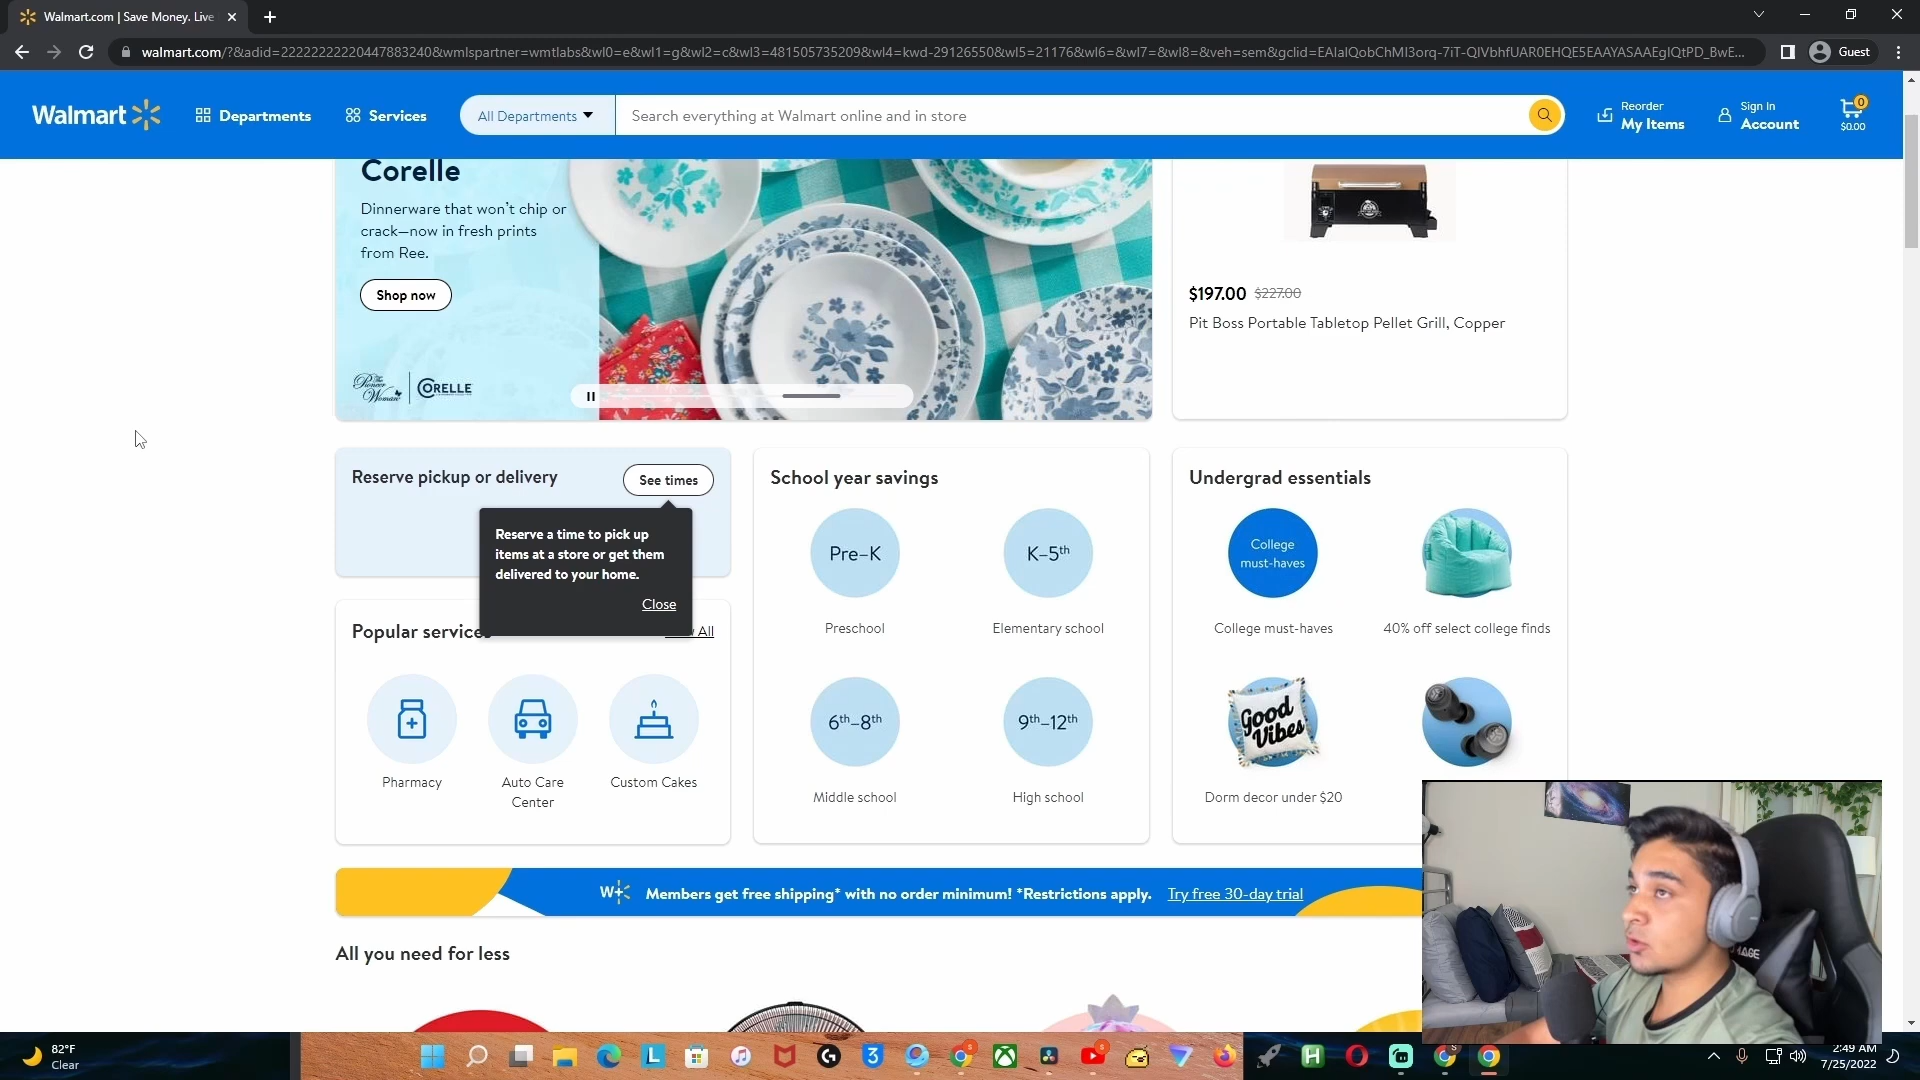 Walmart.com | Save Money. Live
walmart.com/?&adid=22222222220447883240&wmlspartner=wmtlabs&wl0=e&wl1=g&wl2=c&wl3=481505735209&wl4=kwd-29126550&wl5=21176&wl6=&wl7=&wl8=&veh=sem&gclid=EAIaIQobChMI3orq-7iT-QIVbhfUAR0EHQE5EAAYASAAEgIQtPD_BwE...
Guest
Walmart
Departments
Services
All Departments
Search everything at Walmart online and in store
Reorder
My Items
Sign In
Account
0
$0.00
Corelle
Dinnerware that won't chip or
crack—now in fresh prints
from Ree.
Shop now
The Pioneer Woman
CORELLE
$197.00 $227.00
Pit Boss Portable Tabletop Pellet Grill, Copper
Reserve pickup or delivery
See times
Reserve a time to pick up
items at a store or get them
delivered to your home.
Close
Popular services
All
Pharmacy
Auto Care
Center
Custom Cakes
School year savings
Pre–K
K–5th
Preschool
Elementary school
6th–8th
9th–12th
Middle school
High school
Undergrad essentials
College
must-haves
College must-haves
40% off select college finds
Good
Vibes
Dorm decor under $20
W+
Members get free shipping* with no order minimum! *Restrictions apply.
Try free 30-day trial
All you need for less
82°F
Clear
2:49 AM
7/25/2022